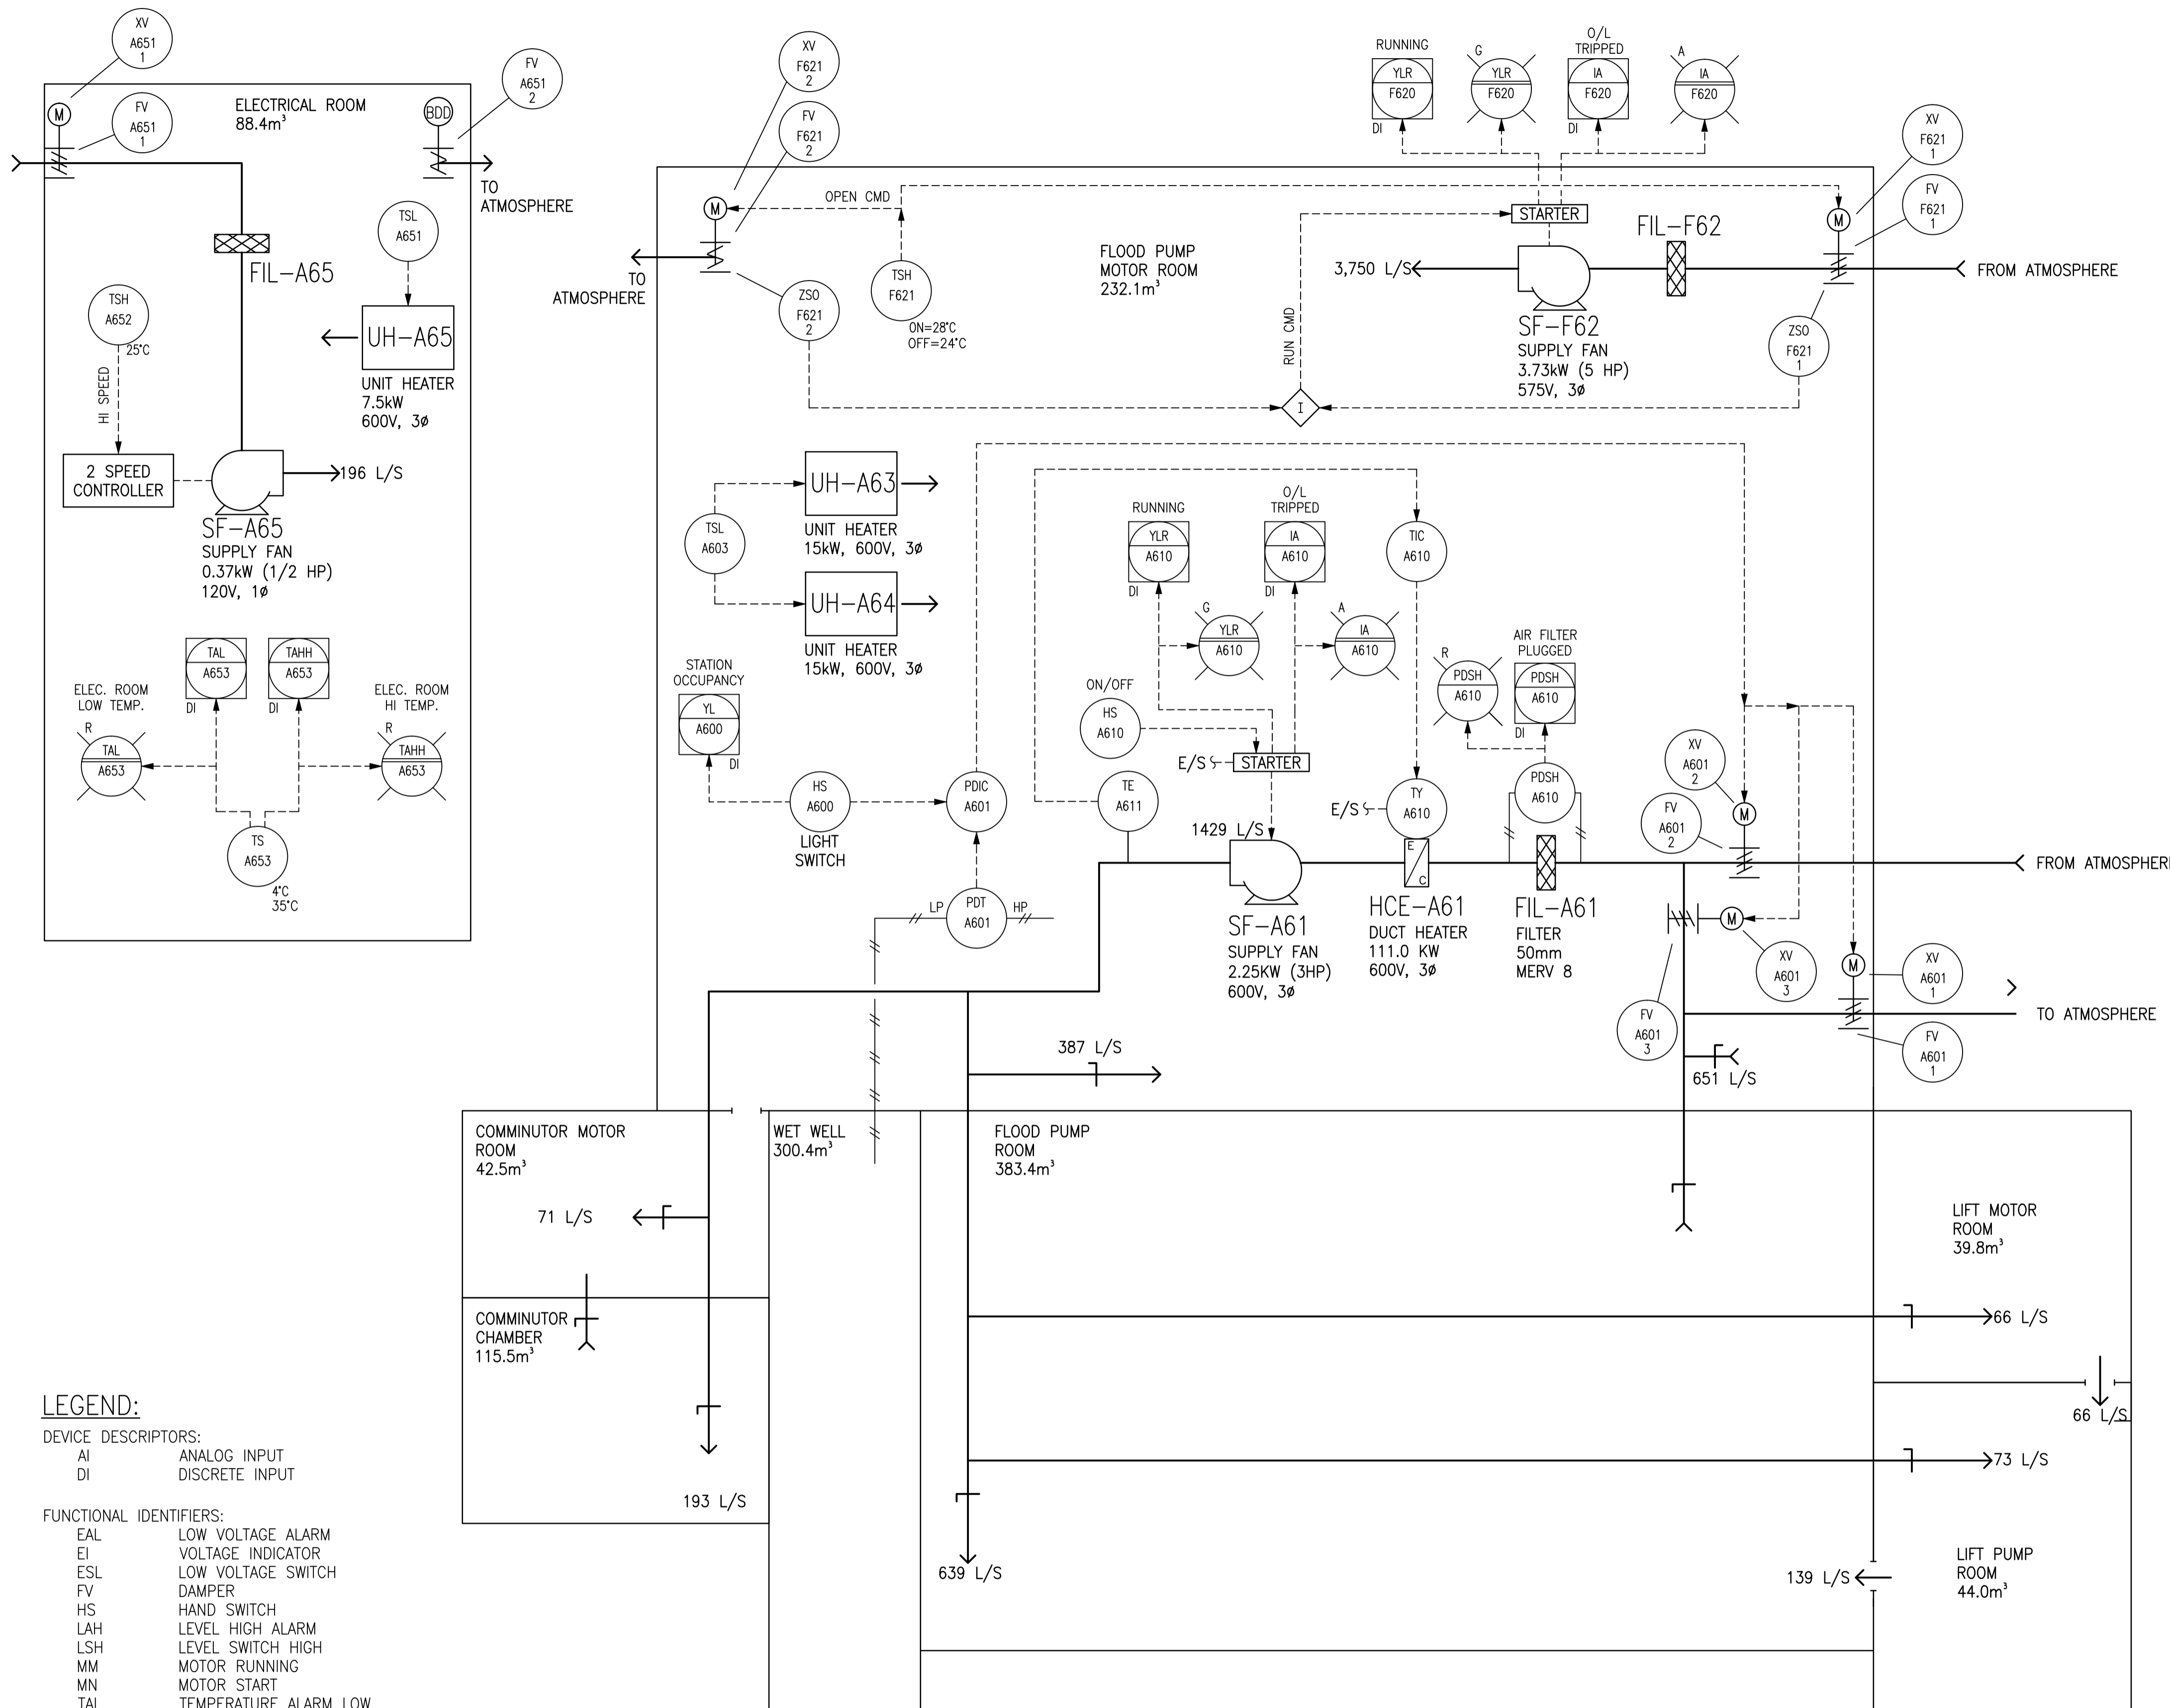 XV
A651
1
FV
A651
1
M
ELECTRICAL ROOM
88.4m³
BDD
FV
A651
2
TO
ATMOSPHERE
TSL
A651
FIL-A65
TSH
A652
25°C
HI SPEED
UH-A65
UNIT HEATER
7.5kW
600V, 3ø
2 SPEED
CONTROLLER
196 L/S
SF-A65
SUPPLY FAN
0.37kW (1/2 HP)
120V, 1ø
TAL
A653
DI
TAHH
A653
DI
ELEC. ROOM
LOW TEMP.
R
TAL
A653
ELEC. ROOM
HI TEMP.
R
TAHH
A653
TS
A653
4°C
35°C
XV
F621
2
FV
F621
2
M
OPEN CMD
TO
ATMOSPHERE
ZSO
F621
2
TSH
F621
ON=28°C
OFF=24°C
FLOOD PUMP
MOTOR ROOM
232.1m³
RUNNING
YLR
F620
DI
G
YLR
F620
O/L
TRIPPED
IA
F620
DI
A
IA
F620
STARTER
RUN CMD
I
3,750 L/S
FIL-F62
SF-F62
SUPPLY FAN
3.73kW (5 HP)
575V, 3ø
XV
F621
1
FV
F621
1
M
FROM ATMOSPHERE
ZSO
F621
1
TSL
A603
UH-A63
UNIT HEATER
15kW, 600V, 3ø
UH-A64
UNIT HEATER
15kW, 600V, 3ø
STATION
OCCUPANCY
YL
A600
DI
HS
A600
LIGHT
SWITCH
PDIC
A601
PDT
A601
LP
HP
RUNNING
YLR
A610
DI
G
YLR
A610
O/L
TRIPPED
IA
A610
DI
A
IA
A610
TIC
A610
ON/OFF
HS
A610
E/S
STARTER
TE
A611
1429 L/S
E/S
TY
A610
E
C
R
PDSH
A610
AIR FILTER
PLUGGED
PDSH
A610
DI
PDSH
A610
SF-A61
SUPPLY FAN
2.25KW (3HP)
600V, 3ø
HCE-A61
DUCT HEATER
111.0 KW
600V, 3ø
FIL-A61
FILTER
50mm
MERV 8
XV
A601
2
FV
A601
2
M
FROM ATMOSPHERE
M
XV
A601
3
FV
A601
3
M
XV
A601
1
TO ATMOSPHERE
FV
A601
1
651 L/S
387 L/S
COMMINUTOR MOTOR
ROOM
42.5m³
71 L/S
COMMINUTOR
CHAMBER
115.5m³
193 L/S
WET WELL
300.4m³
FLOOD PUMP
ROOM
383.4m³
639 L/S
LIFT MOTOR
ROOM
39.8m³
66 L/S
66 L/S
73 L/S
139 L/S
LIFT PUMP
ROOM
44.0m³
LEGEND:
DEVICE DESCRIPTORS:
AI ANALOG INPUT
DI DISCRETE INPUT
FUNCTIONAL IDENTIFIERS:
EAL LOW VOLTAGE ALARM
EI VOLTAGE INDICATOR
ESL LOW VOLTAGE SWITCH
FV DAMPER
HS HAND SWITCH
LAH LEVEL HIGH ALARM
LSH LEVEL SWITCH HIGH
MM MOTOR RUNNING
MN MOTOR START
TAL TEMPERATURE ALARM LOW